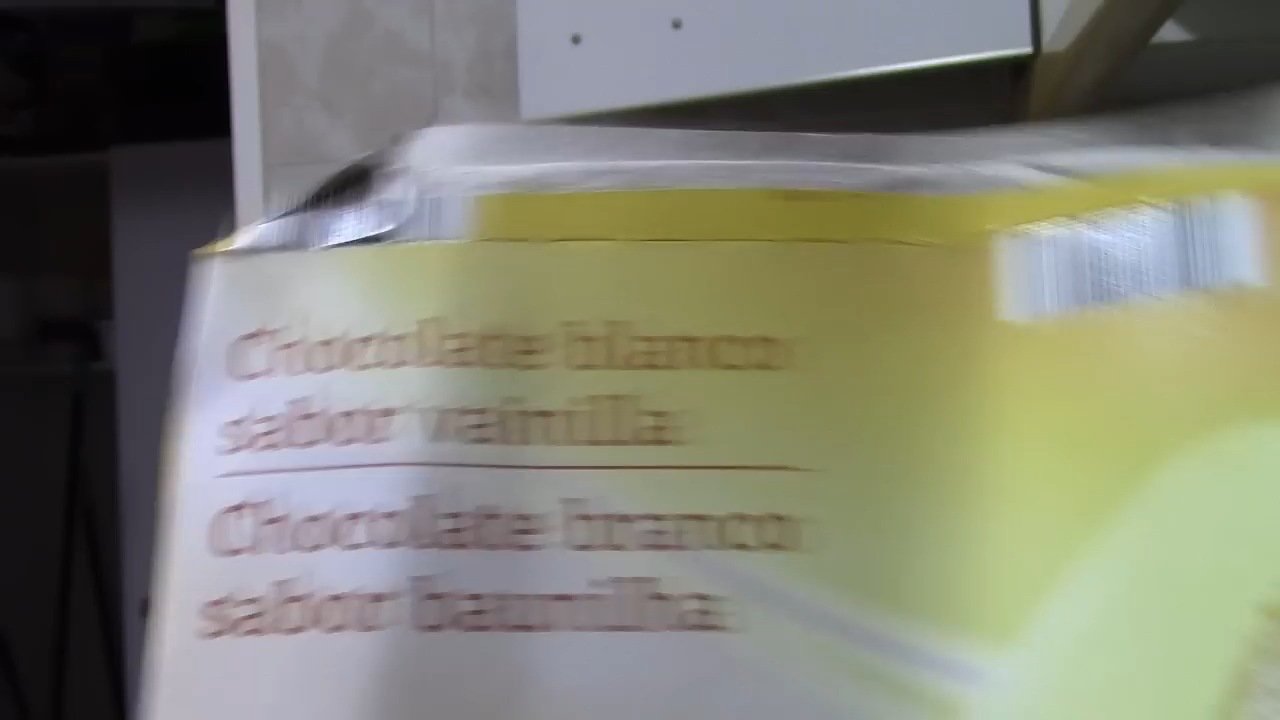 Chocolate blanco
sabor vainilla
Chocolate branco
sabor baunilha